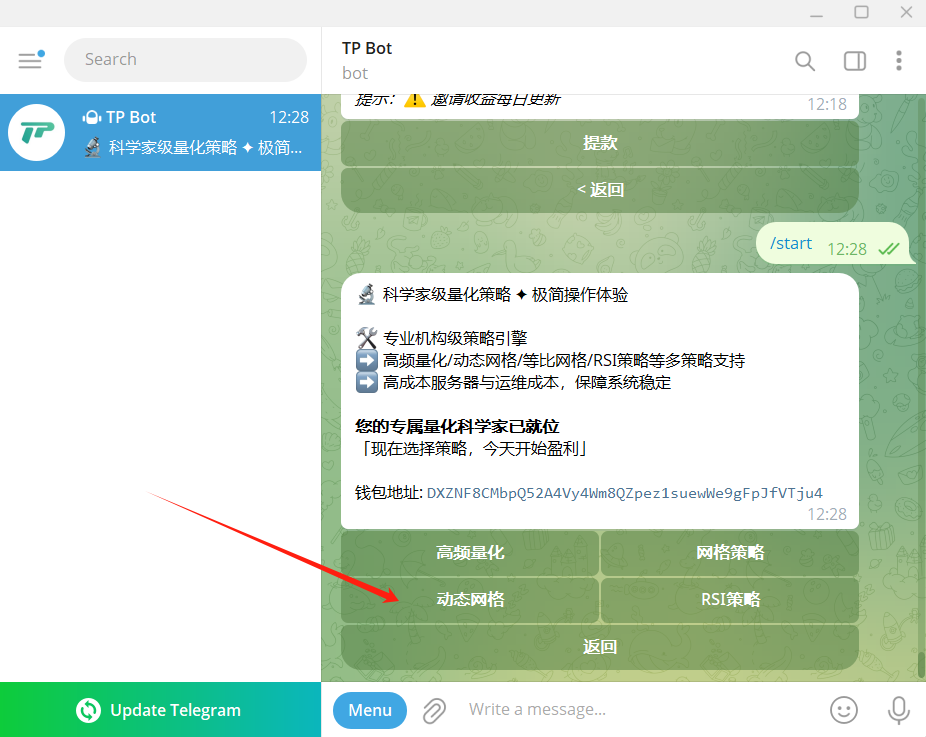 Search
TP Bot
bot
TP
TP Bot 12:28
科学家级量化策略 ✦ 极简...
提示: ⚠️ 邀请收益每日更新
12:18
提款
< 返回
/start 12:28
🔬 科学家级量化策略 ✦ 极简操作体验
🛠 专业机构级策略引擎
➡️ 高频量化/动态网格/等比网格/RSI策略等多策略支持
➡️ 高成本服务器与运维成本，保障系统稳定
您的专属量化科学家已就位
「现在选择策略，今天开始盈利」
钱包地址: DXZNF8CMbpQ52A4Vy4Wm8QZpez1suewWe9gFpJfVTju4
12:28
高频量化 网格策略
动态网格 RSI策略
返回
Update Telegram
Menu Write a message...